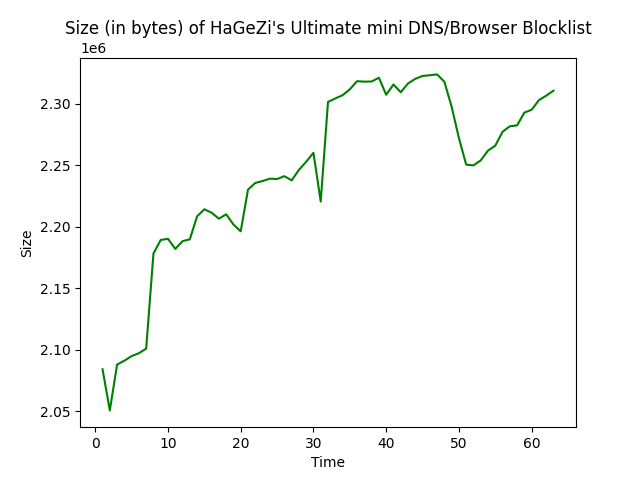 Size (in bytes) of HaGeZi's Ultimate mini DNS/Browser Blocklist
1e6
2.30
2.25
2.20
2.15
2.10
2.05
Size
0 10 20 30 40 50 60
Time